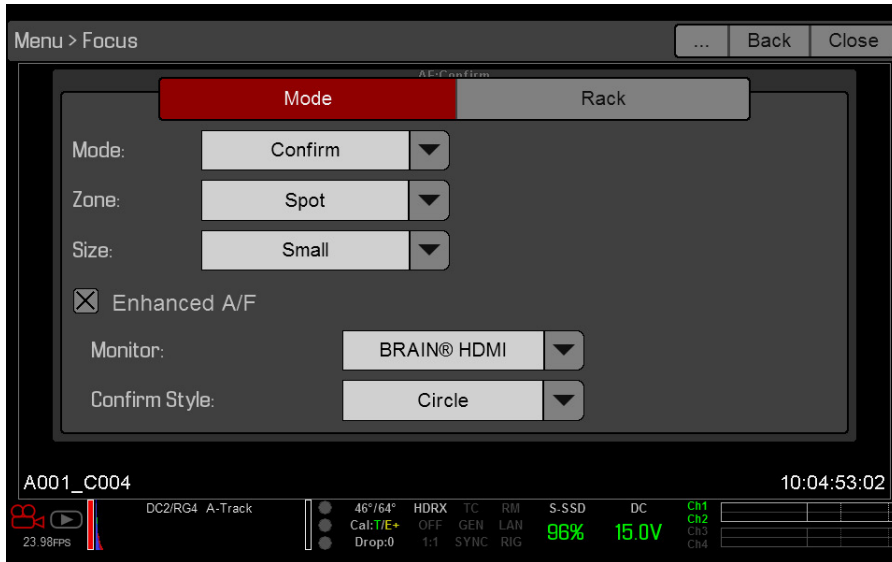 Menu > Focus ... Back Close
AF:Confirm
Mode Rack
Mode: Confirm
Zone: Spot
Size: Small
Enhanced A/F
Monitor: BRAIN® HDMI
Confirm Style: Circle
A001_C004 10:04:53:02
DC2/RG4 A-Track 46°/64° HDRX TC RM S-SSD DC Ch1
Cal:T/E+ OFF GEN LAN 96% 15.0V Ch2
23.98FPS Drop:0 1:1 SYNC RIG Ch3
Ch4